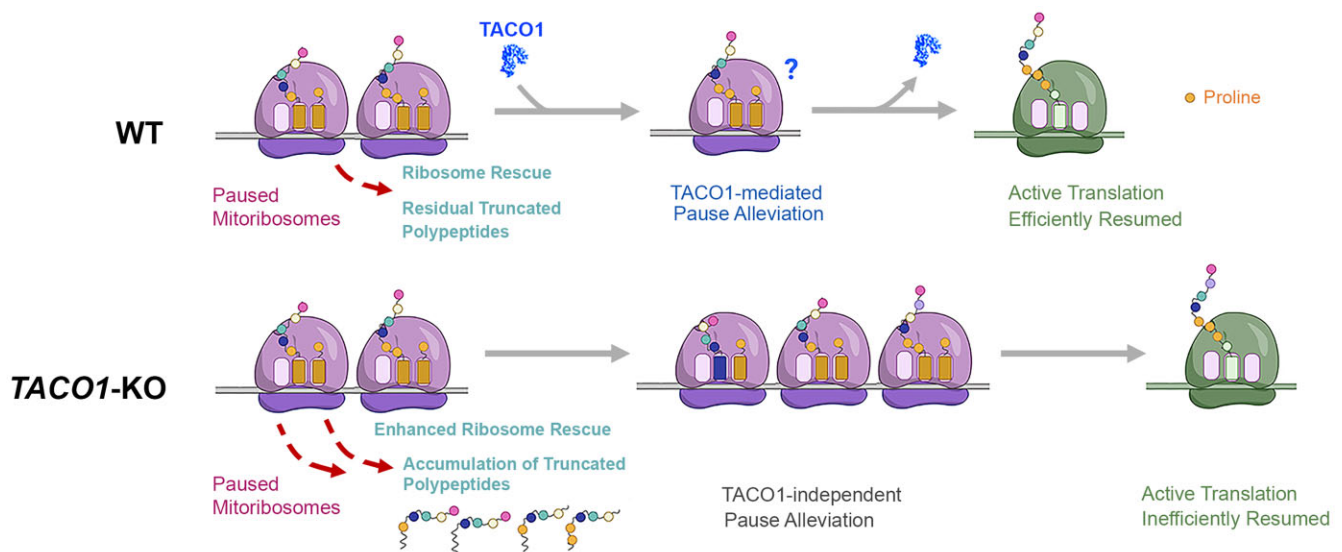 TACO1
?
Proline
WT
Ribosome Rescue
Residual Truncated
Polypeptides
Paused
Mitoribosomes
TACO1-mediated
Pause Alleviation
Active Translation
Efficiently Resumed
TACO1-KO
Enhanced Ribosome Rescue
Accumulation of Truncated
Polypeptides
Paused
Mitoribosomes
TACO1-independent
Pause Alleviation
Active Translation
Inefficiently Resumed